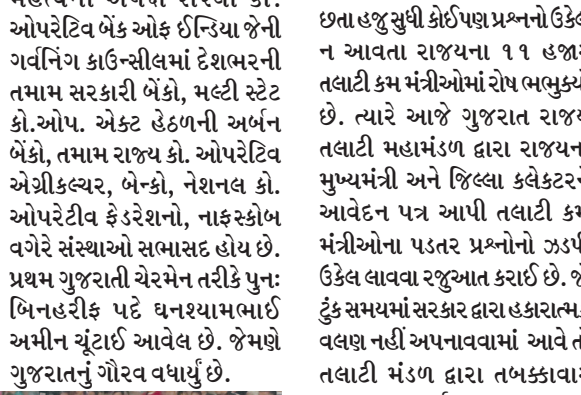 ઓપરેટિવ બેંક ઓફ ઈન્ડિયા જેની
ગર્વનિંગ કાઉન્સીલમાં દેશભરની
તમામ સરકારી બેંકો, મલ્ટી સ્ટેટ
કો.ઓપ. એક્ટ હેઠળની અર્બન
બેંકો, તમામ રાજ્ય કો. ઓપરેટિવ
એગ્રીકલ્ચર, બેન્કો, નેશનલ કો.
ઓપરેટીવ ફેડરેશનો, નાફસ્કોબ
વગેરે સંસ્થાઓ સભાસદ હોય છે.
પ્રથમ ગુજરાતી ચેરમેન તરીકે પુનઃ
બિનહરીફ પદે ઘનશ્યામભાઈ
અમીન ચૂંટાઈ આવેલ છે. જેમણે
ગુજરાતનું ગૌરવ વધાર્યું છે.
છતા હજુ સુધી કોઈપણ પ્રશ્નનો ઉકેલ
ન આવતા રાજયના ૧૧
તલાટી કમ મંત્રીઓમાં રોષ
છે. ત્યારે આજે ગુજરાત
તલાટી મહામંડળ દ્વારા
મુખ્યમંત્રી અને જિલ્લા
આવેદન પત્ર આપી તલાટી
મંત્રીઓના પડતર પ્રશ્નોનો
ઉકેલ લાવવા રજુઆત કરાઈ છે.
ટુંક સમયમાં સરકાર દ્વારા
વલણ નહીં અપનાવવામાં આવે
તલાટી મંડળ દ્વારા